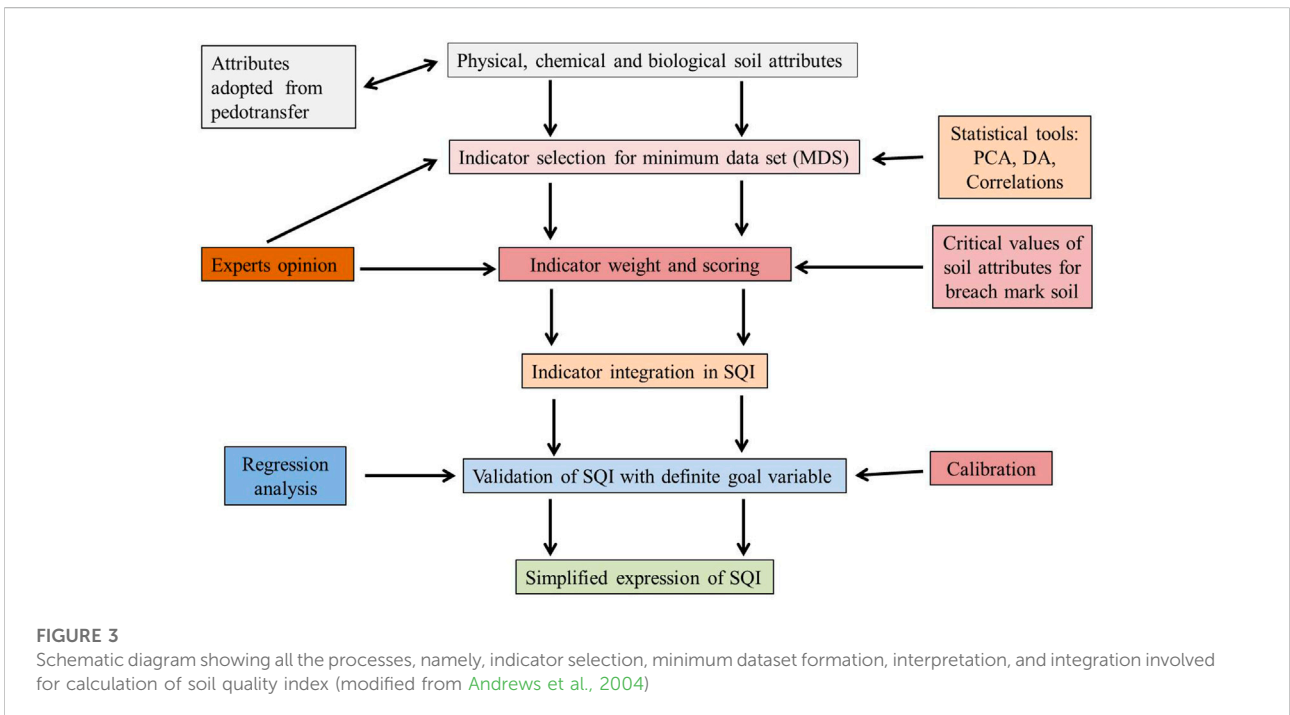 Attributes
adopted from
pedotransfer
Physical, chemical and biological soil attributes
Indicator selection for minimum data set (MDS)
Statistical tools:
PCA, DA,
Correlations
Experts opinion
Indicator weight and scoring
Critical values of
soil attributes for
breach mark soil
Indicator integration in SQI
Regression
analysis
Validation of SQI with definite goal variable
Calibration
Simplified expression of SQI
FIGURE 3
Schematic diagram showing all the processes, namely, indicator selection, minimum dataset formation, interpretation, and integration involved
for calculation of soil quality index (modified from Andrews et al., 2004)